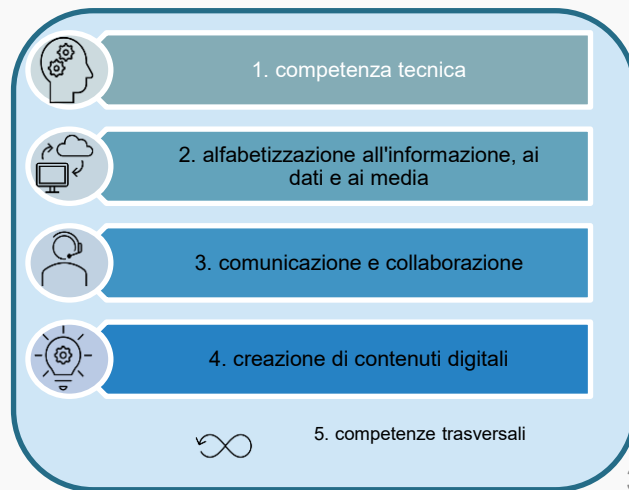 1. competenza tecnica
2. alfabetizzazione all'informazione, ai
dati e ai media
3. comunicazione e collaborazione
4. creazione di contenuti digitali
5. competenze trasversali